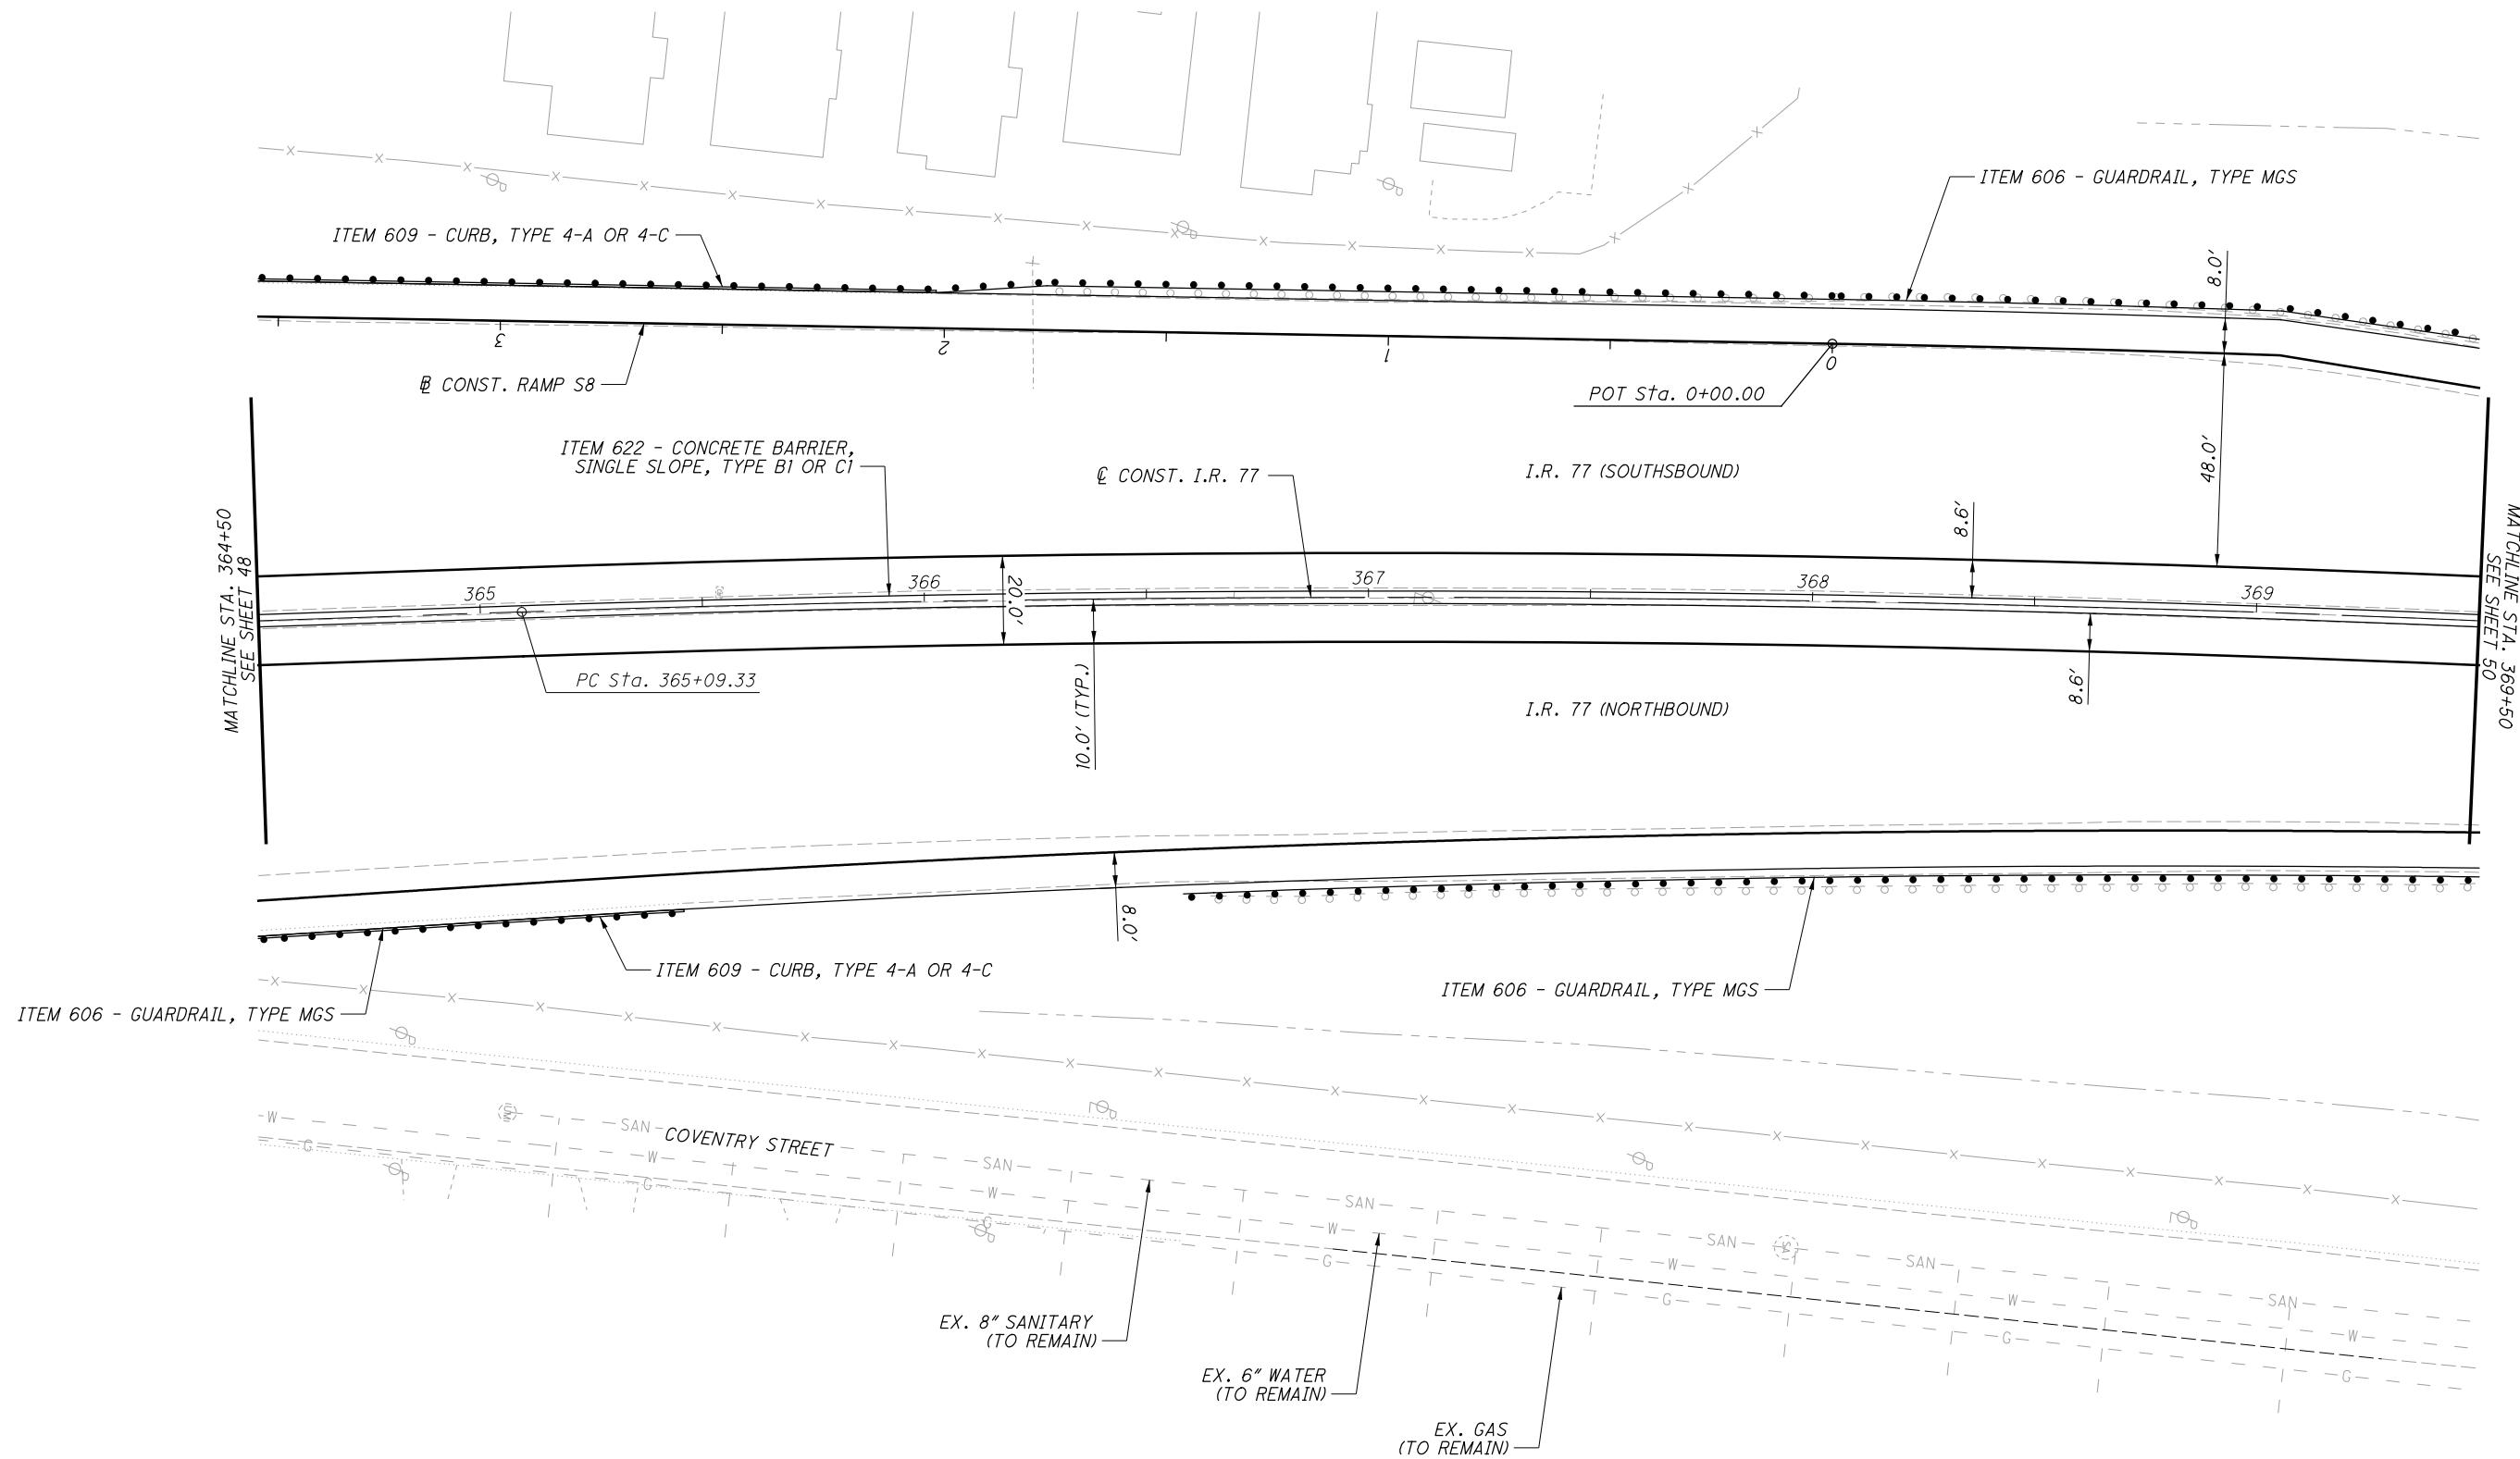 ITEM 606 - GUARDRAIL, TYPE MGS
ITEM 609 - CURB, TYPE 4-A OR 4-C
8.0'
3
2
1
0
CONST. RAMP S8
POT Sta. 0+00.00
ITEM 622 - CONCRETE BARRIER,
SINGLE SLOPE, TYPE B1 OR C1
℄ CONST. I.R. 77
I.R. 77 (SOUTHSBOUND)
48.0'
8.6'
MATCHLINE STA. 364+50
SEE SHEET 48
MATCHLINE STA. 369+50
SEE SHEET 50
365
366
367
368
369
20.0'
PC Sta. 365+09.33
10.0' (TYP.)
8.6'
I.R. 77 (NORTHBOUND)
8.0'
ITEM 609 - CURB, TYPE 4-A OR 4-C
ITEM 606 - GUARDRAIL, TYPE MGS
ITEM 606 - GUARDRAIL, TYPE MGS
COVENTRY STREET
W
SAN
G
W
SAN
G
W
SAN
G
W
SAN
G
W
SAN
G
W
SAN
G
W
G
EX. 8" SANITARY
(TO REMAIN)
EX. 6" WATER
(TO REMAIN)
EX. GAS
(TO REMAIN)